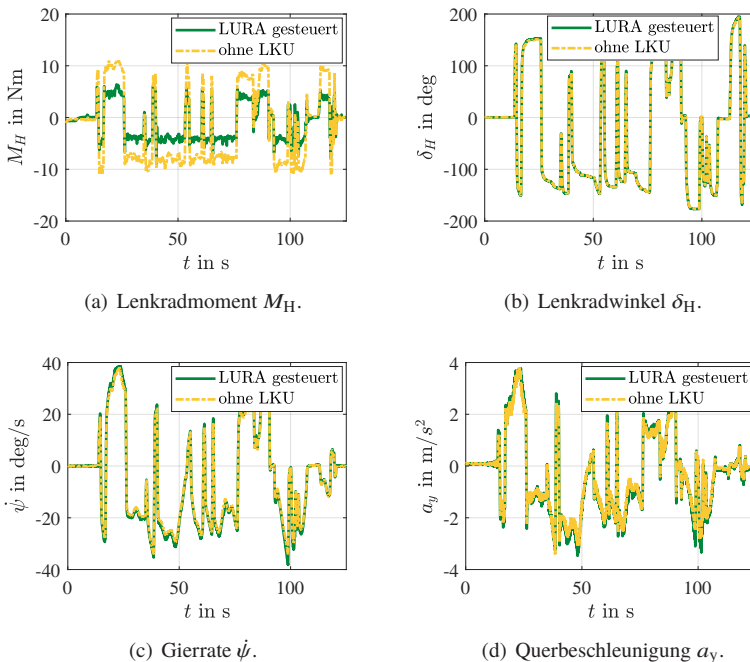 LURA gesteuert
ohne LKU
20
10
0
-10
-20
M_H in Nm
0
50
100
t in s
(a) Lenkradmoment M_H.
LURA gesteuert
ohne LKU
200
100
0
-100
-200
δ_H in deg
0
50
100
t in s
(b) Lenkradwinkel δ_H.
LURA gesteuert
ohne LKU
40
20
0
-20
-40
ψ̇ in deg/s
0
50
100
t in s
(c) Gierrate ψ̇.
LURA gesteuert
ohne LKU
4
2
0
-2
-4
a_y in m/s²
0
50
100
t in s
(d) Querbeschleunigung a_y.